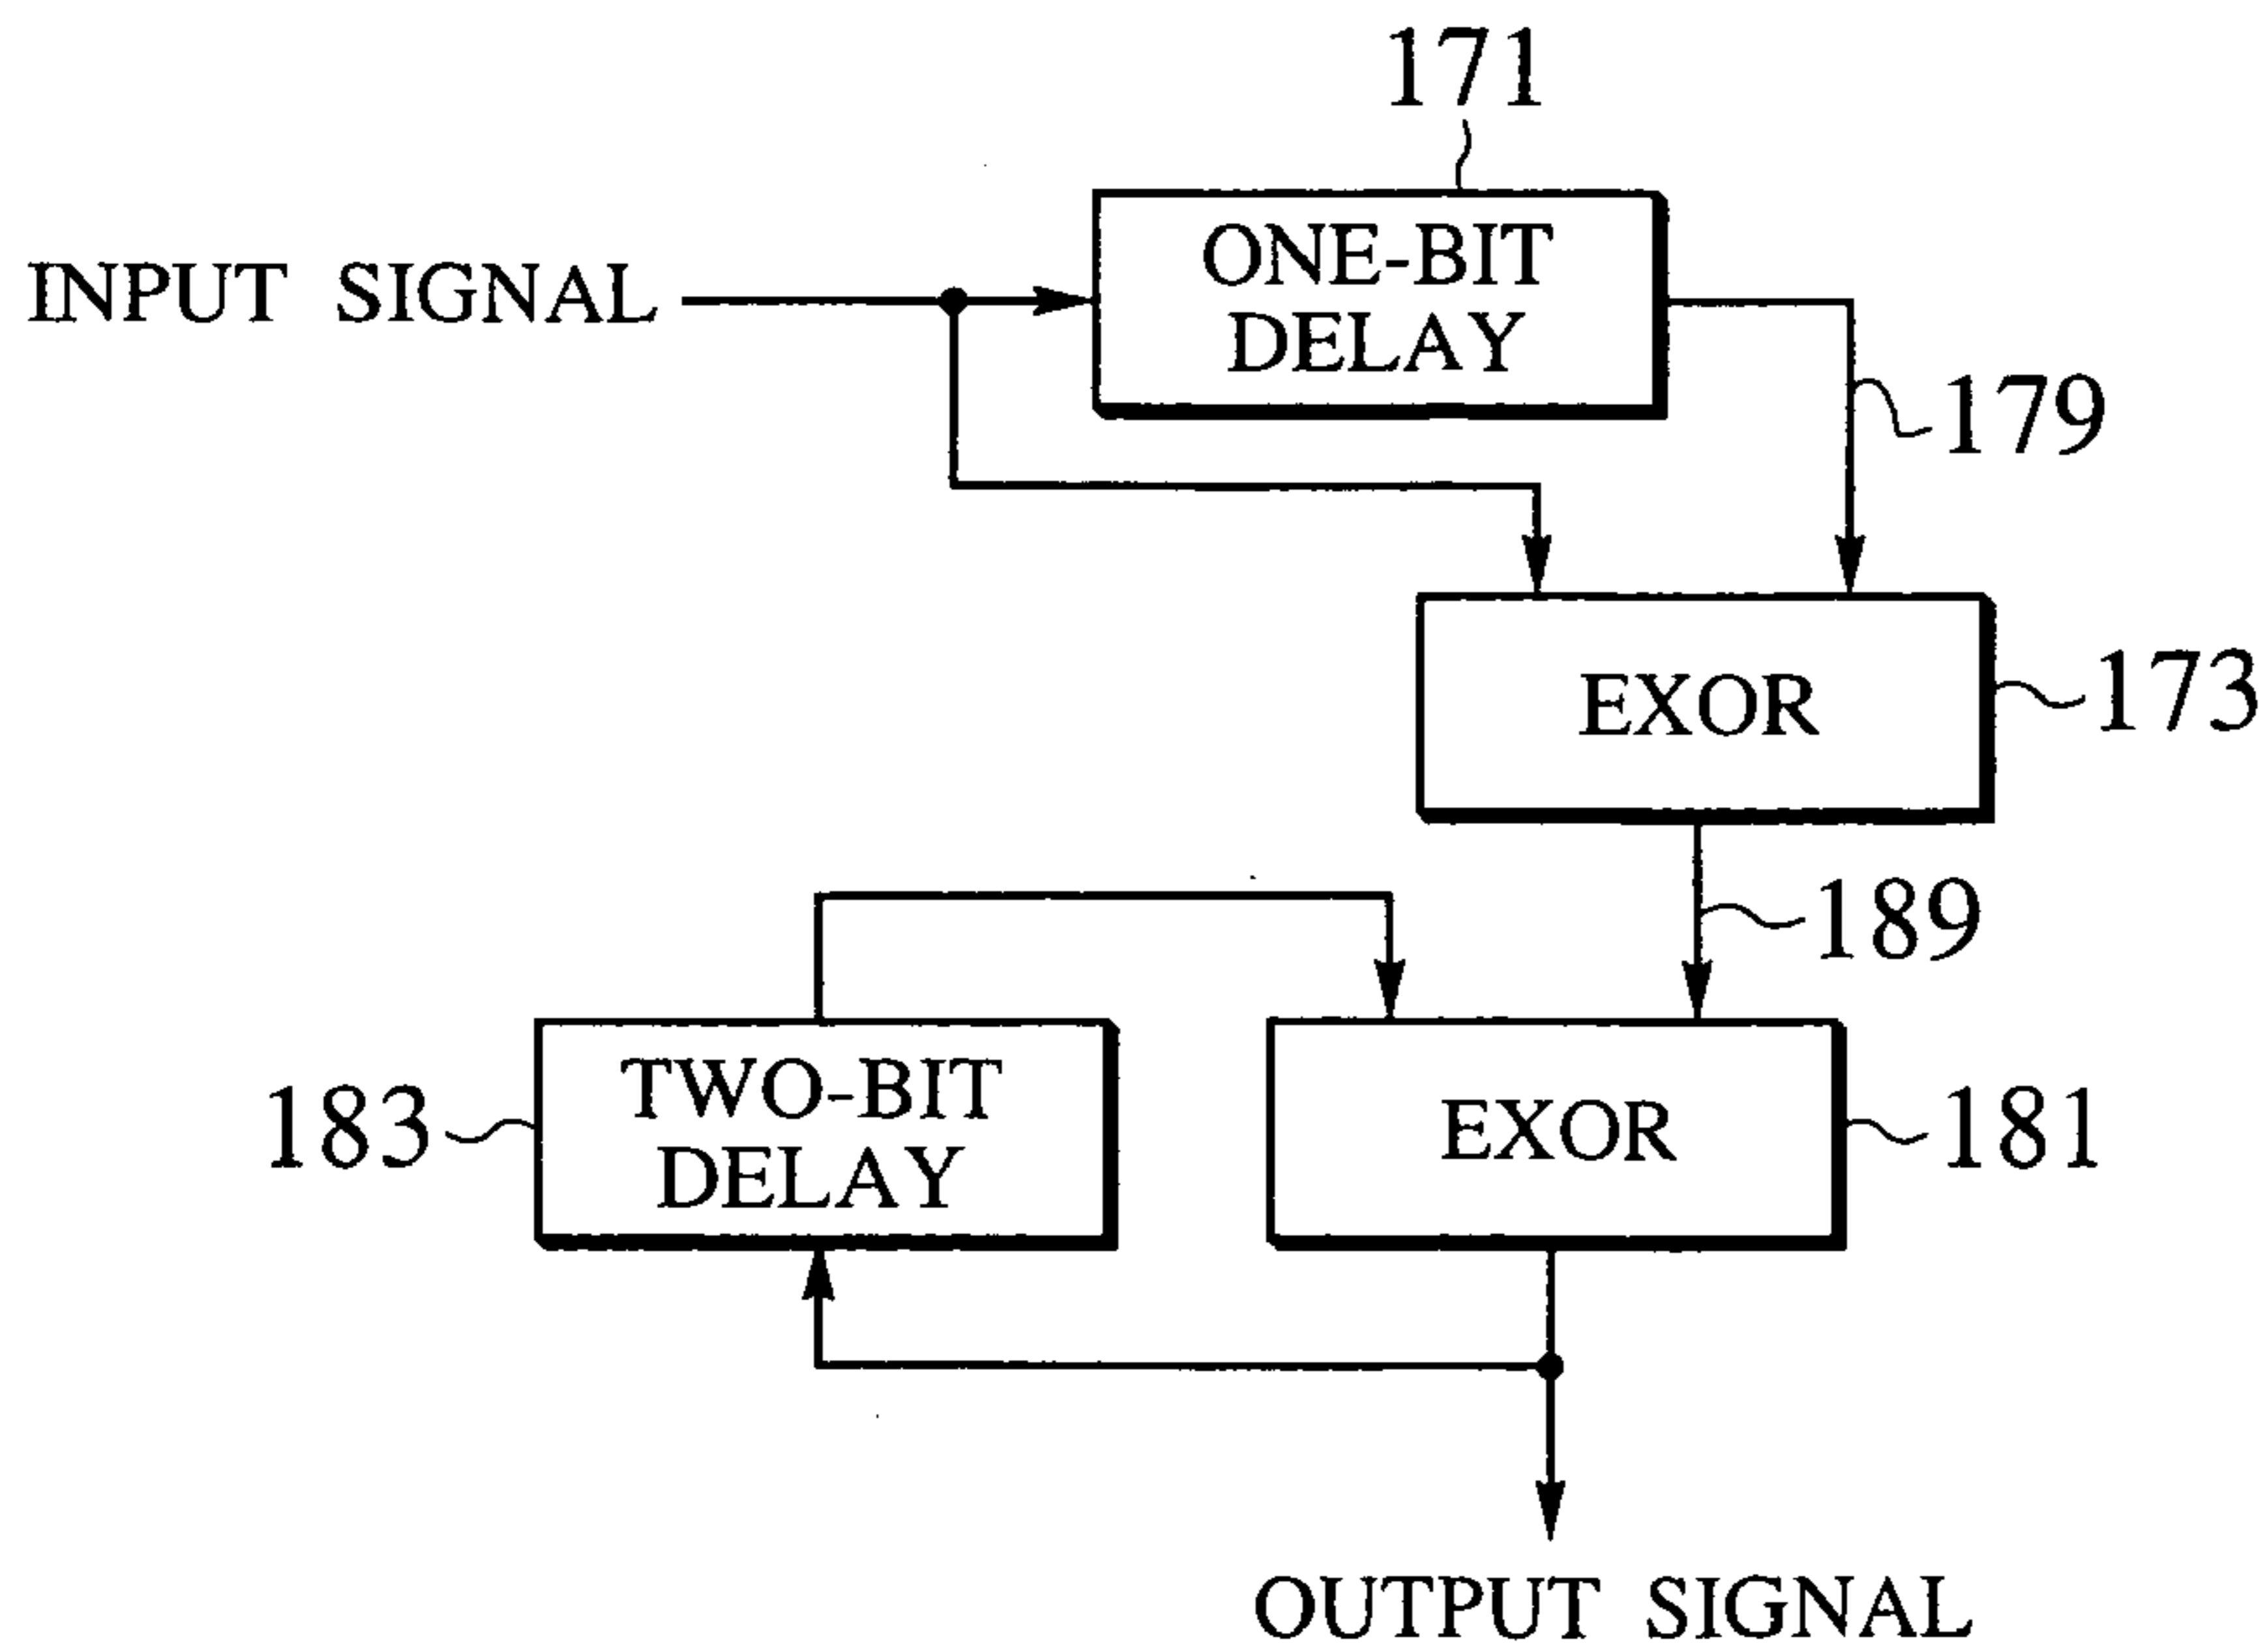 171
INPUT SIGNAL
ONE-BIT
DELAY
179
EXOR
173
189
183
TWO-BIT
DELAY
EXOR
181
OUTPUT SIGNAL